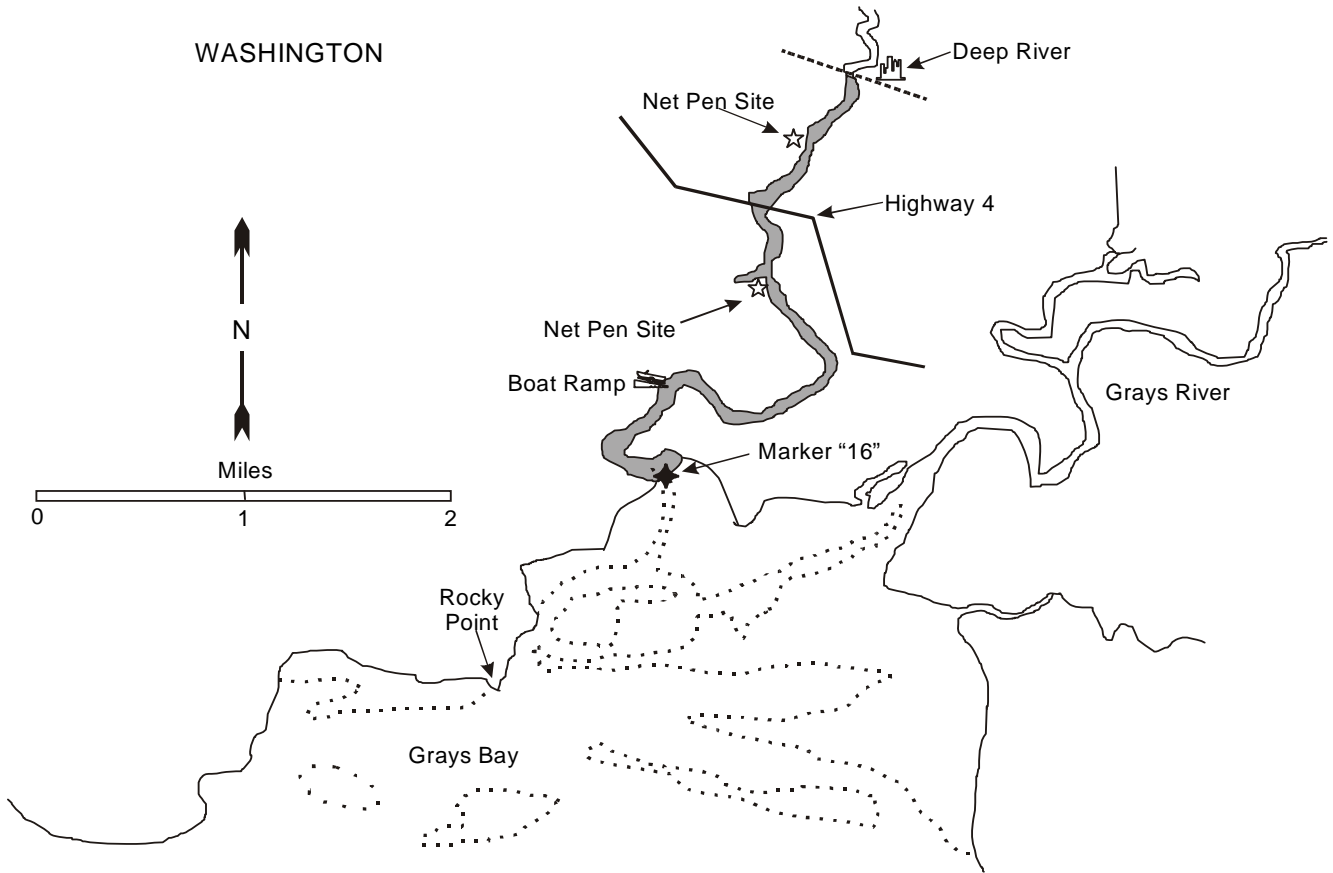 WASHINGTON
Deep River
Net Pen Site
Highway 4
N
Net Pen Site
Boat Ramp
Grays River
Marker “16”
Miles
0 1 2
Rocky
Point
Grays Bay